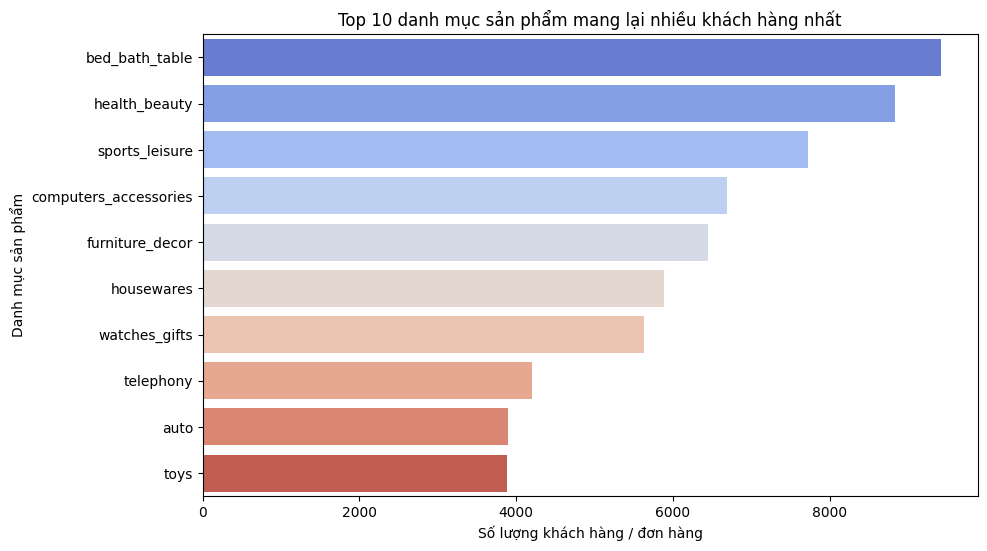 Top 10 danh mục sản phẩm mang lại nhiều khách hàng nhất
Danh mục sản phẩm
bed_bath_table
health_beauty
sports_leisure
computers_accessories
furniture_decor
housewares
watches_gifts
telephony
auto
toys
0 2000 4000 6000 8000
Số lượng khách hàng / đơn hàng